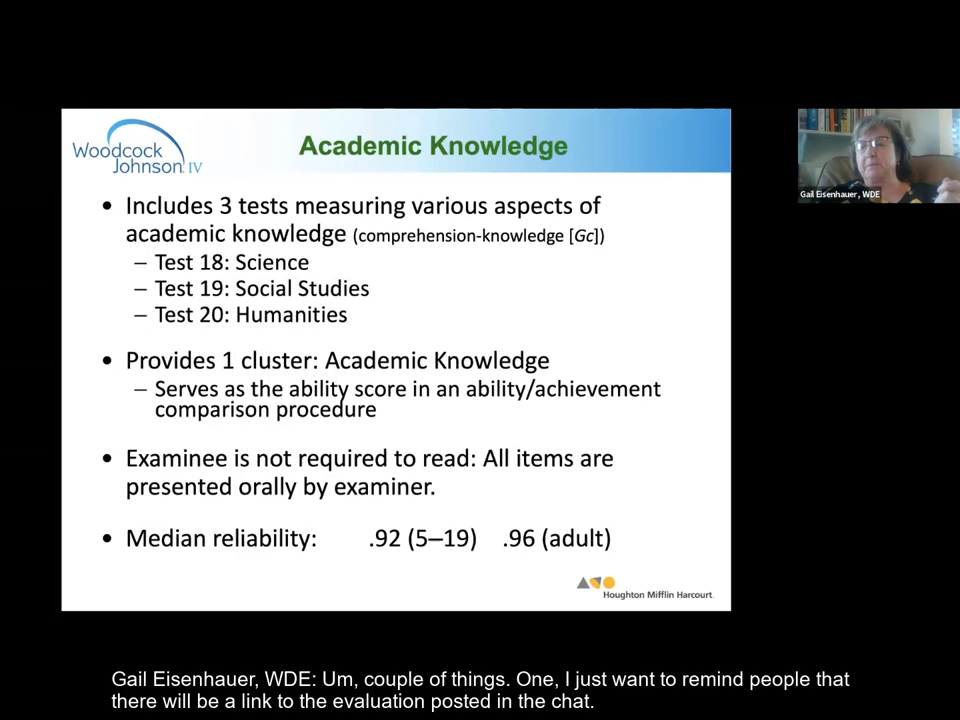 Woodcock
Johnson IV
Academic Knowledge
• Includes 3 tests measuring various aspects of
academic knowledge (comprehension-knowledge [Gc])
– Test 18: Science
– Test 19: Social Studies
– Test 20: Humanities
• Provides 1 cluster: Academic Knowledge
– Serves as the ability score in an ability/achievement
comparison procedure
• Examinee is not required to read: All items are
presented orally by examiner.
• Median reliability: .92 (5–19) .96 (adult)
Houghton Mifflin Harcourt.
Gail Eisenhauer, WDE
Gail Eisenhauer, WDE: Um, couple of things. One, I just want to remind people that
there will be a link to the evaluation posted in the chat.